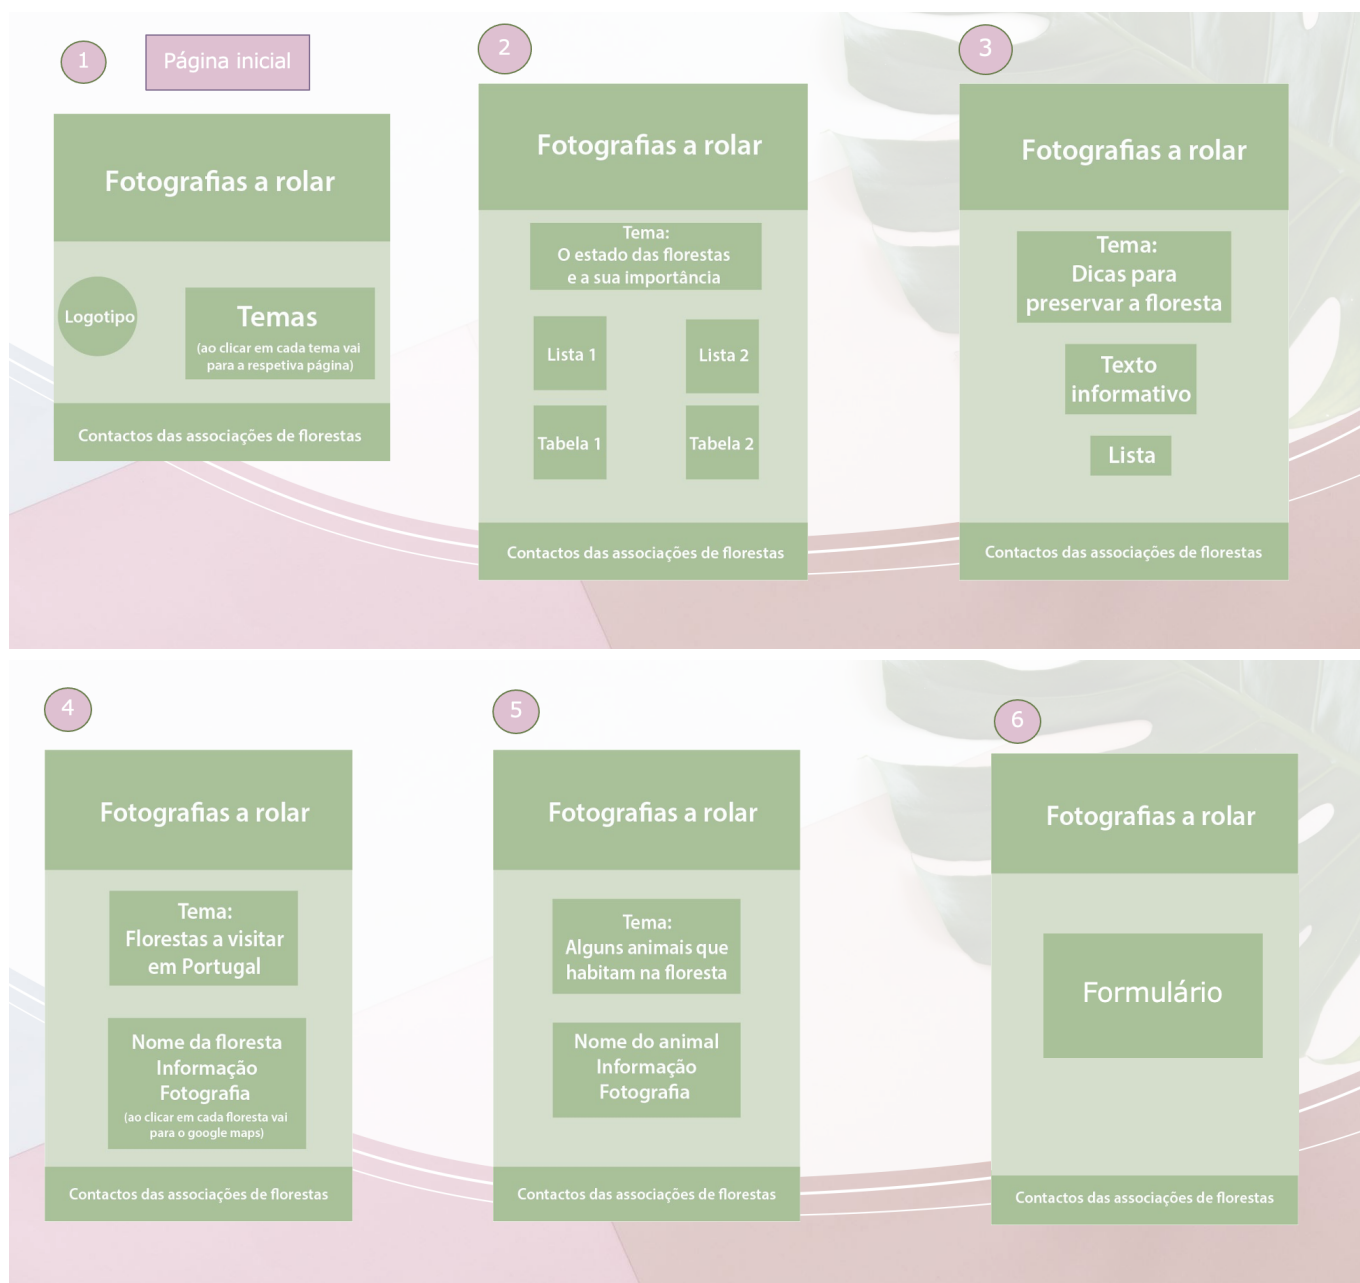 1
Página inicial
Fotografias a rolar
Logotipo
Temas
(ao clicar em cada tema vai
para a respetiva página)
Contactos das associações de florestas
2
Fotografias a rolar
Tema:
O estado das florestas
e a sua importância
Lista 1
Lista 2
Tabela 1
Tabela 2
Contactos das associações de florestas
3
Fotografias a rolar
Tema:
Dicas para
preservar a floresta
Texto
informativo
Lista
Contactos das associações de florestas
4
Fotografias a rolar
Tema:
Florestas a visitar
em Portugal
Nome da floresta
Informação
Fotografia
(ao clicar em cada floresta vai
para o google maps)
Contactos das associações de florestas
5
Fotografias a rolar
Tema:
Alguns animais que
habitam na floresta
Nome do animal
Informação
Fotografia
Contactos das associações de florestas
6
Fotografias a rolar
Formulário
Contactos das associações de florestas